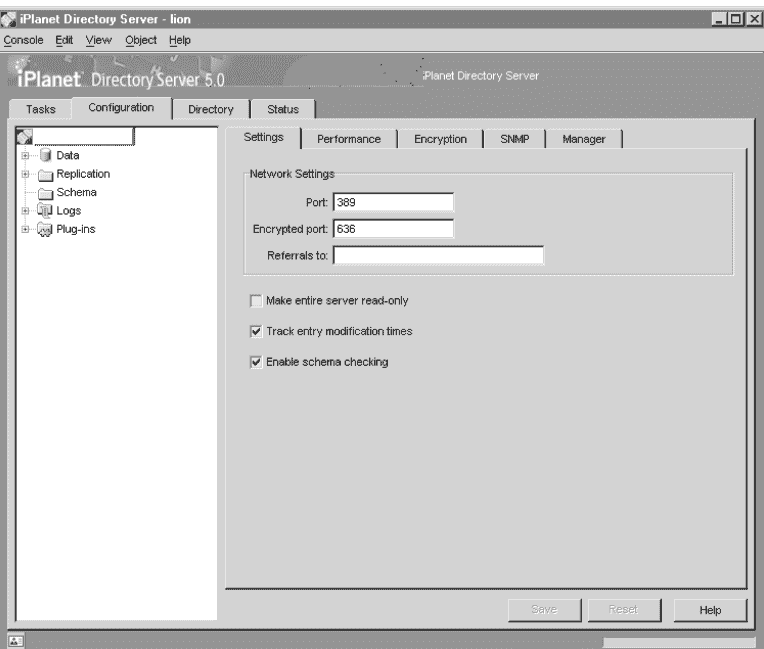 iPlanet Directory Server - lion
Console Edit View Object Help
iPlanet Directory Server 5.0
iPlanet Directory Server
Tasks Configuration Directory Status
Settings Performance Encryption SNMP Manager
Data
Replication
Schema
Logs
Plug-ins
Network Settings
Port: 389
Encrypted port: 636
Referrals to:
Make entire server read-only
Track entry modification times
Enable schema checking
Save Reset Help